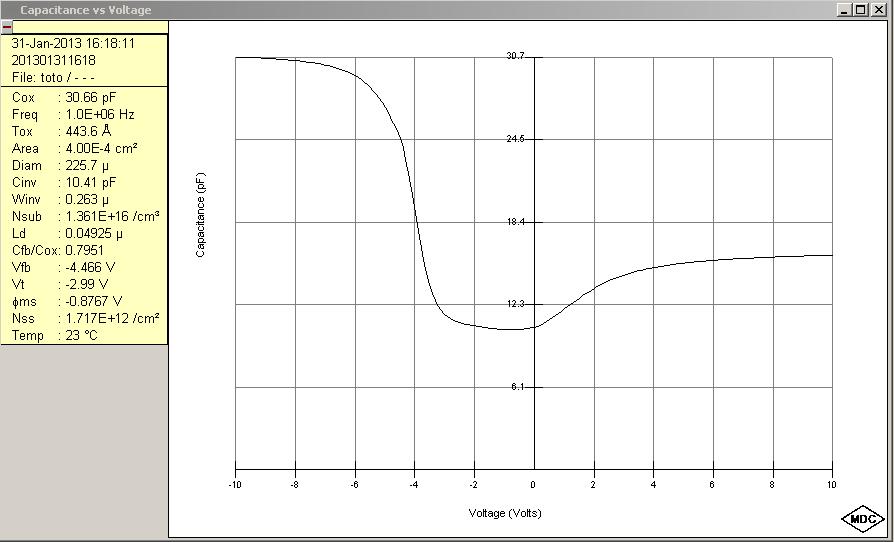 Capacitance vs Voltage
31-Jan-2013 16:18:11
201301311618
File: toto / - - -
Cox : 30.66 pF
Freq : 1.0E+06 Hz
Tox : 443.6 Å
Area : 4.00E-4 cm²
Diam : 225.7 µ
Cinv : 10.41 pF
Winv : 0.263 µ
Nsub : 1.361E+16 /cm³
Ld : 0.04925 µ
Cfb/Cox: 0.7951
Vfb : -4.466 V
Vt : -2.99 V
ϕms : -0.8767 V
Nss : 1.717E+12 /cm²
Temp : 23 °C
30.7
24.6
18.4
12.3
6.1
Capacitance (pF)
-10 -8 -6 -4 -2 0 2 4 6 8 10
Voltage (Volts)
MDC